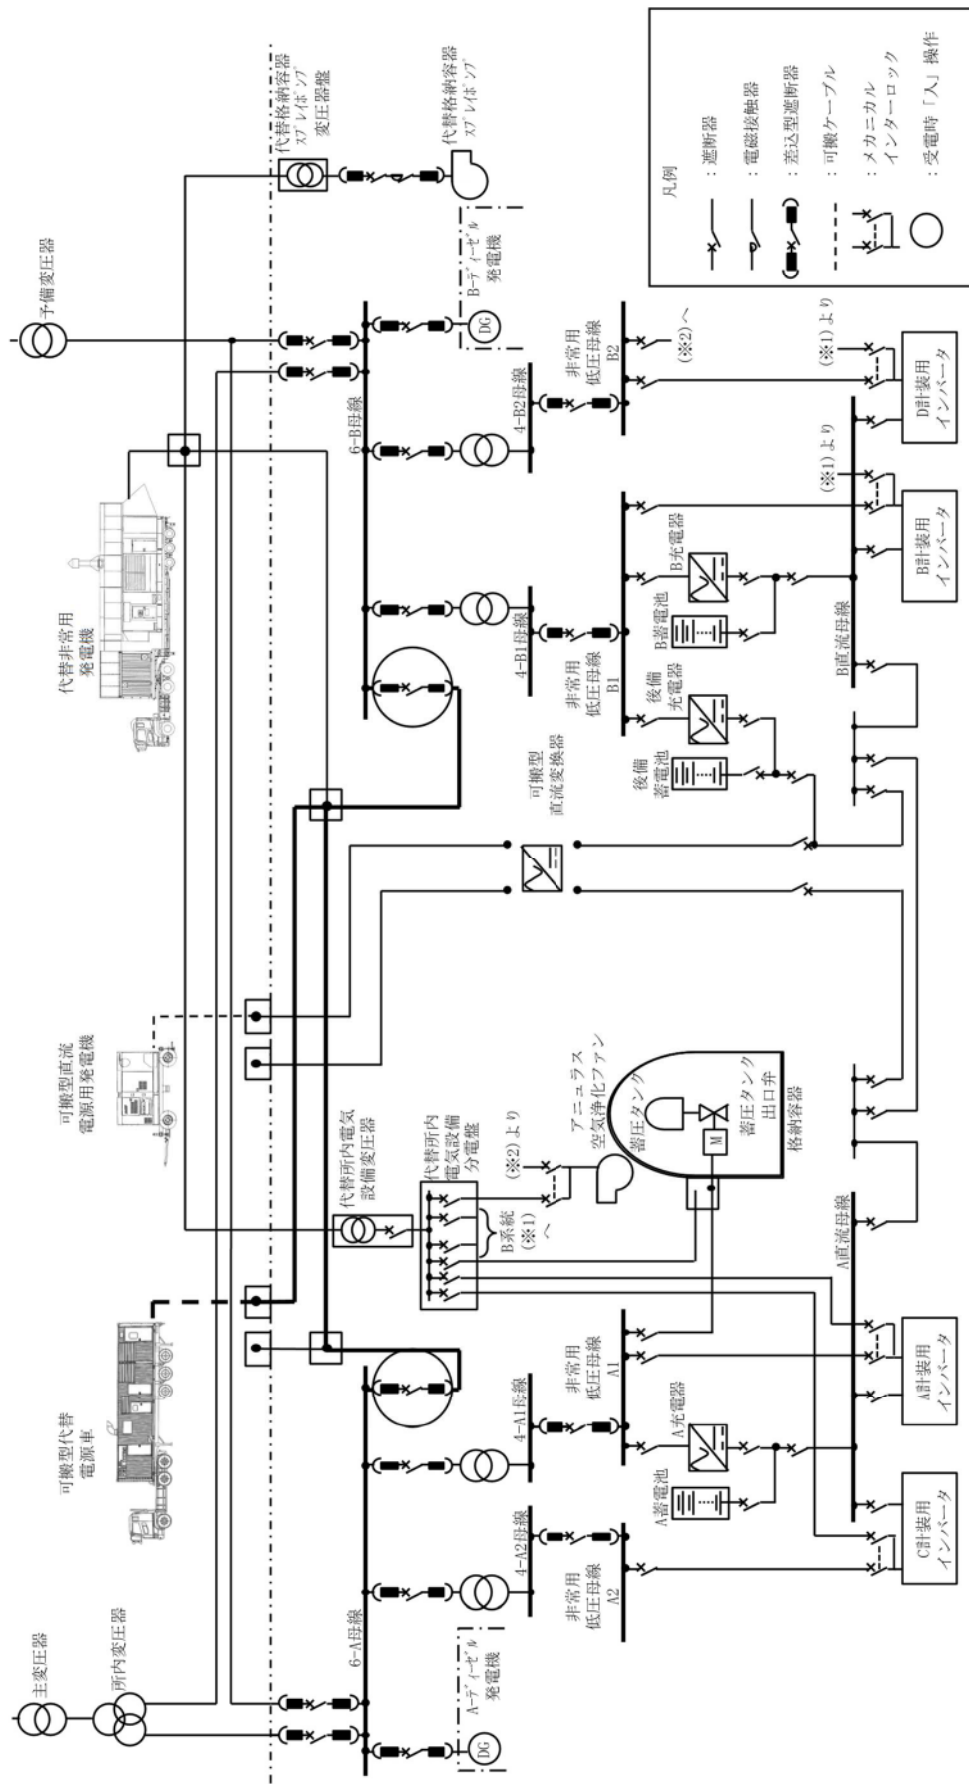 主変圧器
所内変圧器
可搬型代替
電源車
可搬型直流
電源用発電機
代替非常用
発電機
予備変圧器
代替格納容器
スプレイポンプ
変圧器盤
代替格納容器
スプレイポンプ
6-A母線
A-ディーゼル
発電機
DG
4-A2母線
4-A1母線
非常用
低圧母線
A2
非常用
低圧母線
A1
A蓄電池
A充電器
A直流母線
C計装用
インバータ
A計装用
インバータ
代替所内電気
設備変圧器
代替所内
電気設備
分電盤
B系統
(※1)
へ
(※2)より
アニュラス
空気浄化ファン
蓄圧タンク
M
蓄圧タンク
出口弁
格納容器
可搬型
直流変換器
6-B母線
B-ディーゼル
発電機
DG
4-B1母線
4-B2母線
非常用
低圧母線
B1
非常用
低圧母線
B2
(※2)へ
後備
蓄電池
後備
充電器
B蓄電池
B充電器
B直流母線
(※1)より
(※1)より
B計装用
インバータ
D計装用
インバータ
凡例
：遮断器
：電磁接触器
：差込型遮断器
：可搬ケーブル
：メカニカル
インターロック
：受電時「入」操作